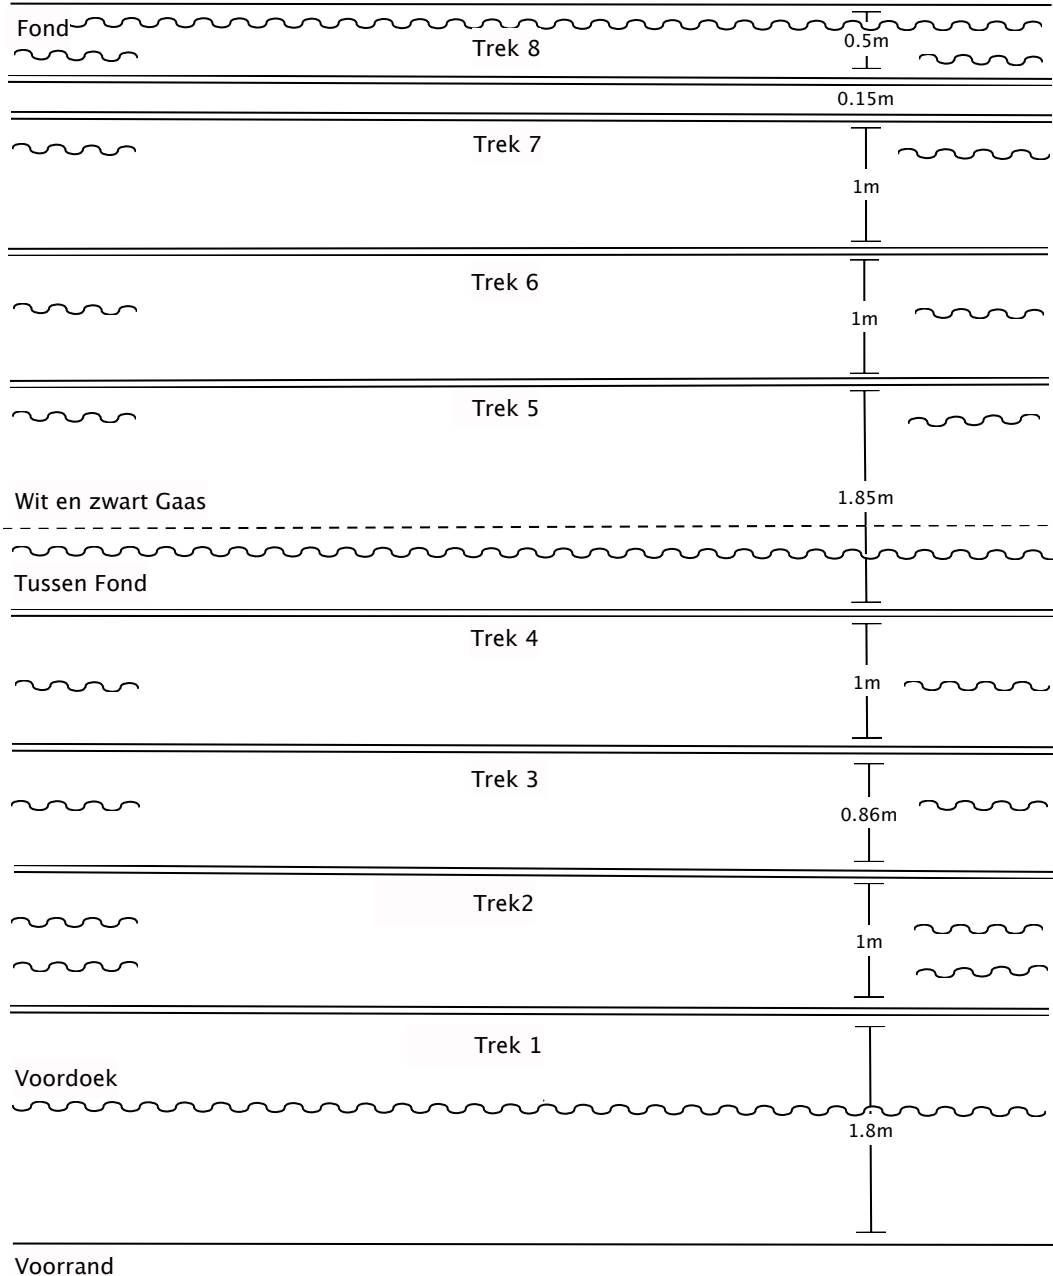 Fond
Trek 8
0.5m
0.15m
Trek 7
1m
Trek 6
1m
Trek 5
Wit en zwart Gaas
1.85m
Tussen Fond
Trek 4
1m
Trek 3
0.86m
Trek2
1m
Trek 1
Voordoek
1.8m
Voorrand